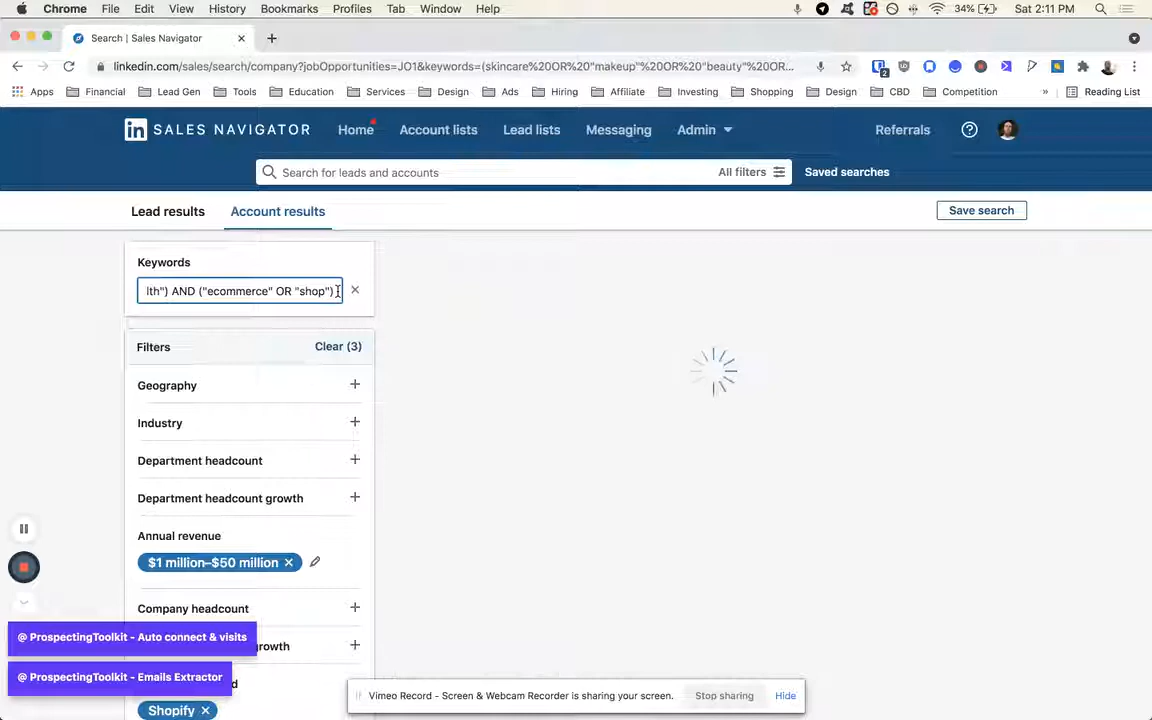 Chrome File Edit View History Bookmarks Profiles Tab Window Help 34% Sat 2:11 PM
Search | Sales Navigator
linkedin.com/sales/search/company?jobOpportunities=JO1&keywords=(skincare%20OR%20"makeup"%20OR%20"beauty"%20OR...
2
Apps Financial Lead Gen Tools Education Services Design Ads Hiring Affiliate Investing Shopping Design CBD Competition » Reading List
in SALES NAVIGATOR Home Account lists Lead lists Messaging Admin Referrals
Search for leads and accounts All filters Saved searches
Lead results Account results Save search
Keywords
lth") AND ("ecommerce" OR "shop")
Filters Clear (3)
Geography
Industry
Department headcount
Department headcount growth
Annual revenue
$1 million–$50 million
Company headcount
@ ProspectingToolkit - Auto connect & visits
rowth
@ ProspectingToolkit - Emails Extractor
d
Vimeo Record - Screen & Webcam Recorder is sharing your screen. Stop sharing Hide
Shopify